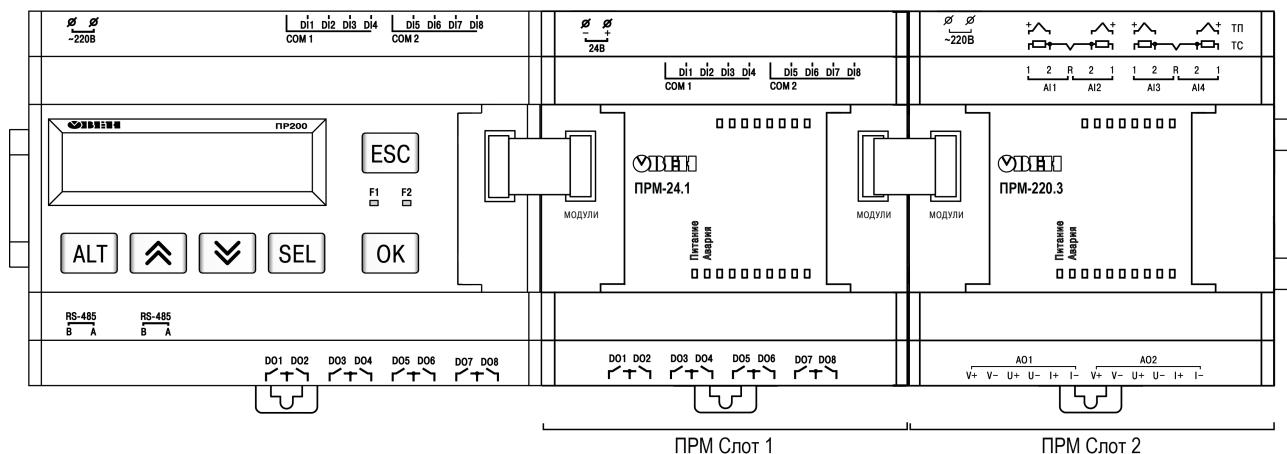 ~220В
DI1 DI2 DI3 DI4
COM 1
DI5 DI6 DI7 DI8
COM 2
− +
24В
DI1 DI2 DI3 DI4
COM 1
DI5 DI6 DI7 DI8
COM 2
~220В
+ + + + ТП
ТС
1 2 R 2 1
AI1 AI2
1 2 R 2 1
AI3 AI4
ОВЕН
ПР200
ESC
F1 F2
ALT
SEL
OK
ОВЕН
ПРМ-24.1
МОДУЛИ
МОДУЛИ
Питание
Авария
ОВЕН
ПРМ-220.3
МОДУЛИ
Питание
Авария
RS-485
B A
RS-485
B A
DO1 DO2 DO3 DO4 DO5 DO6 DO7 DO8
DO1 DO2 DO3 DO4 DO5 DO6 DO7 DO8
AO1
V+ V− U+ U− I+ I−
AO2
V+ V− U+ U− I+ I−
ПРМ Слот 1
ПРМ Слот 2